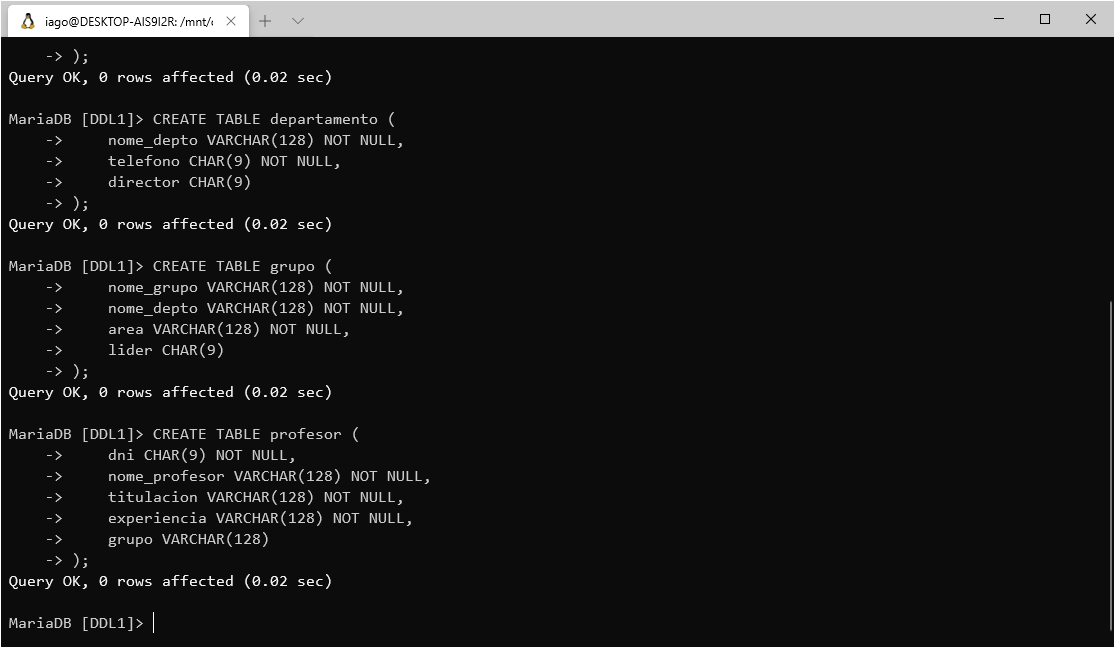 iago@DESKTOP-AIS9I2R: /mnt/
    -> );
Query OK, 0 rows affected (0.02 sec)
MariaDB [DDL1]> CREATE TABLE departamento (
    ->     nome_depto VARCHAR(128) NOT NULL,
    ->     telefono CHAR(9) NOT NULL,
    ->     director CHAR(9)
    -> );
Query OK, 0 rows affected (0.02 sec)
MariaDB [DDL1]> CREATE TABLE grupo (
    ->     nome_grupo VARCHAR(128) NOT NULL,
    ->     nome_depto VARCHAR(128) NOT NULL,
    ->     area VARCHAR(128) NOT NULL,
    ->     lider CHAR(9)
    -> );
Query OK, 0 rows affected (0.02 sec)
MariaDB [DDL1]> CREATE TABLE profesor (
    ->     dni CHAR(9) NOT NULL,
    ->     nome_profesor VARCHAR(128) NOT NULL,
    ->     titulacion VARCHAR(128) NOT NULL,
    ->     experiencia VARCHAR(128) NOT NULL,
    ->     grupo VARCHAR(128)
    -> );
Query OK, 0 rows affected (0.02 sec)
MariaDB [DDL1]>